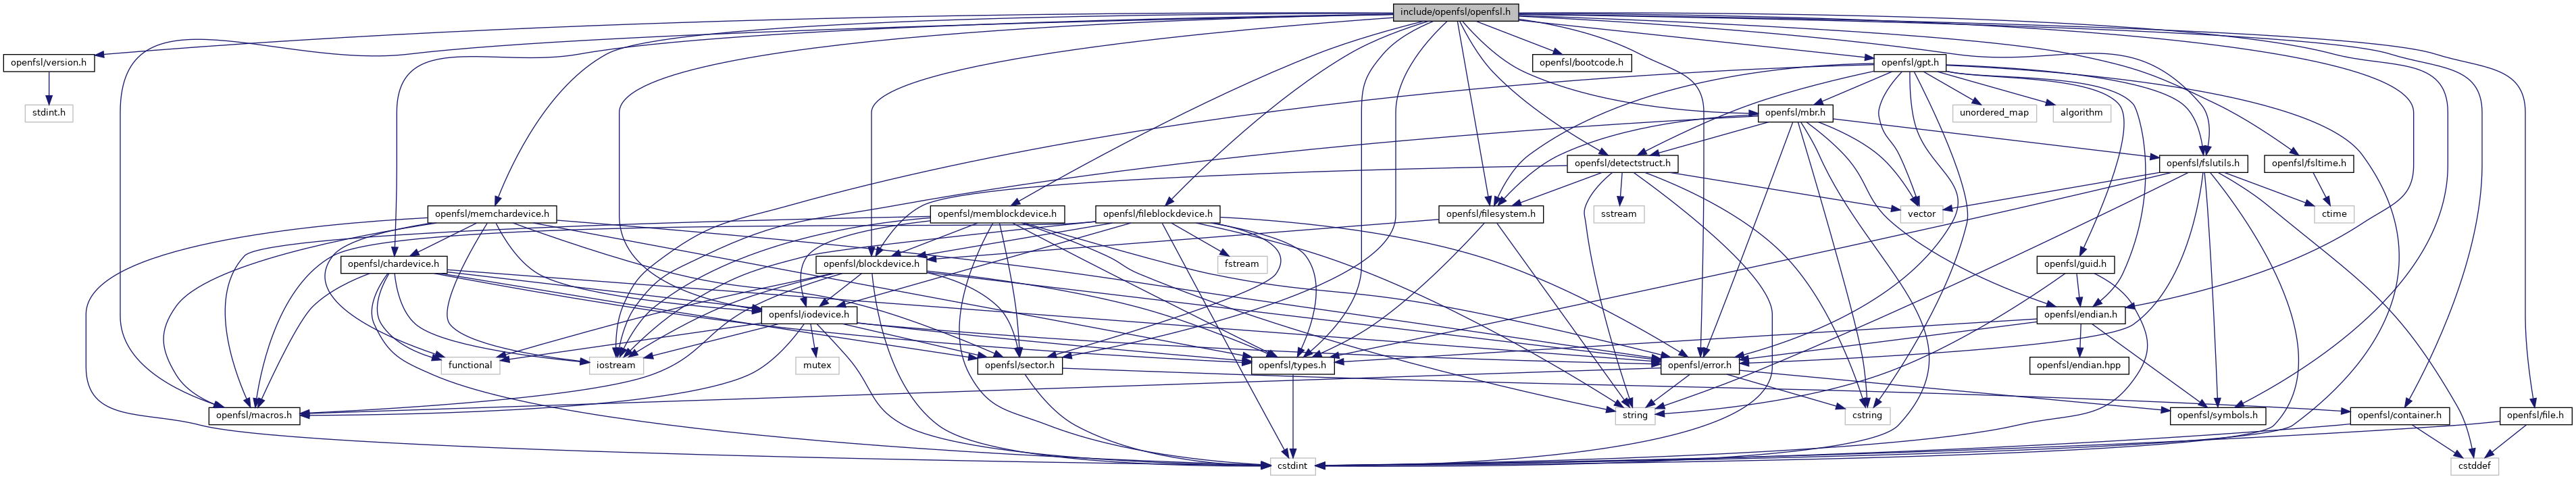 include/openfsl/openfsl.h
openfsl/version.h
openfsl/bootcode.h
openfsl/gpt.h
stdint.h
openfsl/mbr.h
unordered_map
algorithm
openfsl/detectstruct.h
openfsl/fslutils.h
openfsl/fsltime.h
openfsl/memchardevice.h
openfsl/memblockdevice.h
openfsl/fileblockdevice.h
openfsl/filesystem.h
sstream
vector
ctime
openfsl/chardevice.h
openfsl/blockdevice.h
fstream
openfsl/guid.h
openfsl/iodevice.h
openfsl/endian.h
functional
iostream
mutex
openfsl/sector.h
openfsl/types.h
openfsl/error.h
openfsl/endian.hpp
openfsl/macros.h
string
cstring
openfsl/symbols.h
openfsl/container.h
openfsl/file.h
cstdint
cstddef